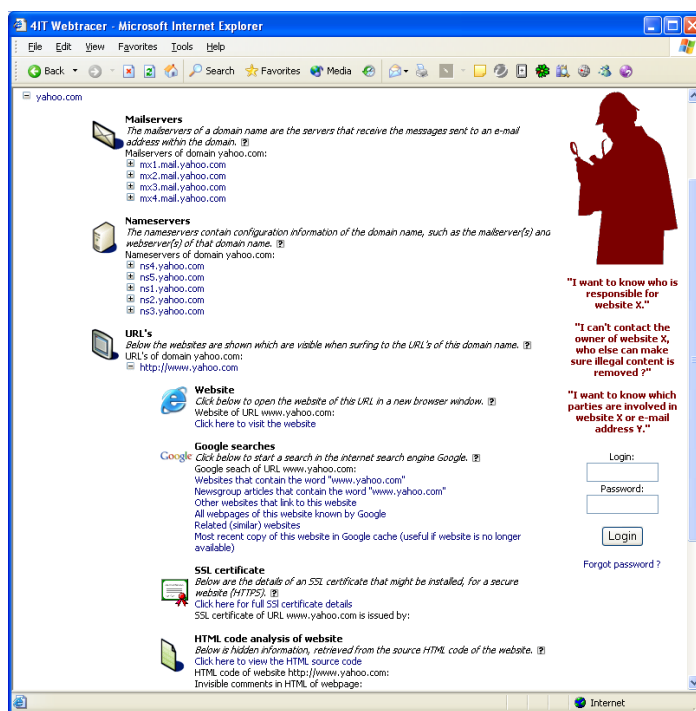 4IT Webtracer - Microsoft Internet Explorer
File Edit View Favorites Tools Help
Back Search Favorites Media
yahoo.com
Mailservers
The mailservers of a domain name are the servers that receive the messages sent to an e-mail
address within the domain. ?
Mailservers of domain yahoo.com:
mx1.mail.yahoo.com
mx2.mail.yahoo.com
mx3.mail.yahoo.com
mx4.mail.yahoo.com
Nameservers
The nameservers contain configuration information of the domain name, such as the mailserver(s) and
webserver(s) of that domain name. ?
Nameservers of domain yahoo.com:
ns4.yahoo.com
ns5.yahoo.com
ns1.yahoo.com
ns2.yahoo.com
ns3.yahoo.com
URL's
Below the websites are shown which are visible when surfing to the URL's of this domain name. ?
URL's of domain yahoo.com:
http://www.yahoo.com
Website
Click below to open the website of this URL in a new browser window. ?
Website of URL www.yahoo.com:
Click here to visit the website
Google searches
Google
Click below to start a search in the internet search engine Google. ?
Google seach of URL www.yahoo.com:
Websites that contain the word "www.yahoo.com"
Newsgroup articles that contain the word "www.yahoo.com"
Other websites that link to this website
All webpages of this website known by Google
Related (similar) websites
Most recent copy of this website in Google cache (useful if website is no longer
available)
SSL certificate
Below are the details of an SSL certificate that might be installed, for a secure
website (HTTPS). ?
Click here for full SSl certificate details
SSL certificate of URL www.yahoo.com is issued by:
HTML code analysis of website
Below is hidden information, retrieved from the source HTML code of the website. ?
Click here to view the HTML source code
HTML code of website http://www.yahoo.com:
Invisible comments in HTML of webpage:
"I want to know who is
responsible for
website X."
"I can't contact the
owner of website X,
who else can make
sure illegal content is
removed ?"
"I want to know which
parties are involved in
website X or e-mail
address Y."
Login:
Password:
Login
Forgot password ?
Internet